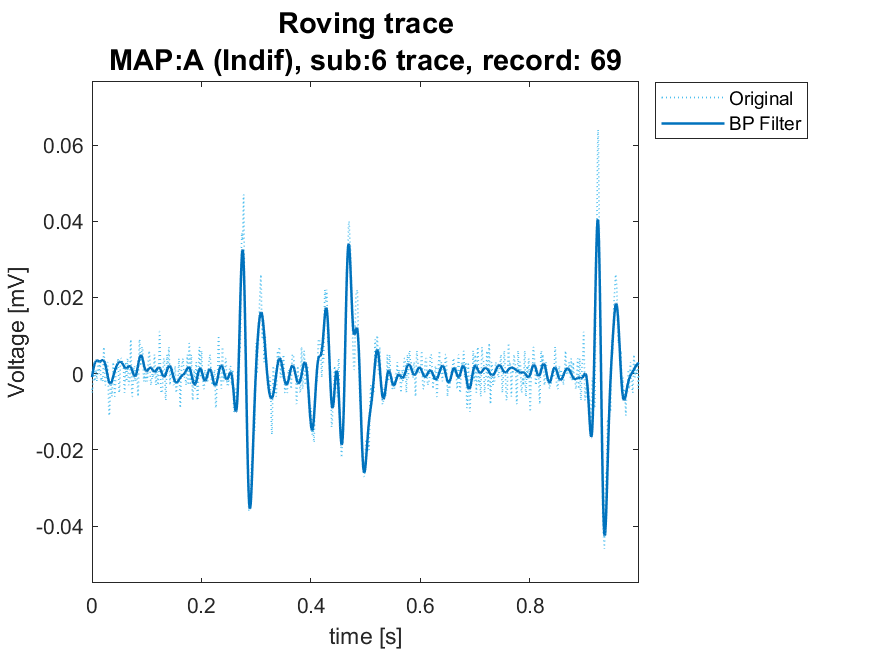 Roving trace
MAP:A (Indif), sub:6 trace, record: 69
Original
BP Filter
0.06
0.04
0.02
0
-0.02
-0.04
Voltage [mV]
0
0.2
0.4
0.6
0.8
time [s]